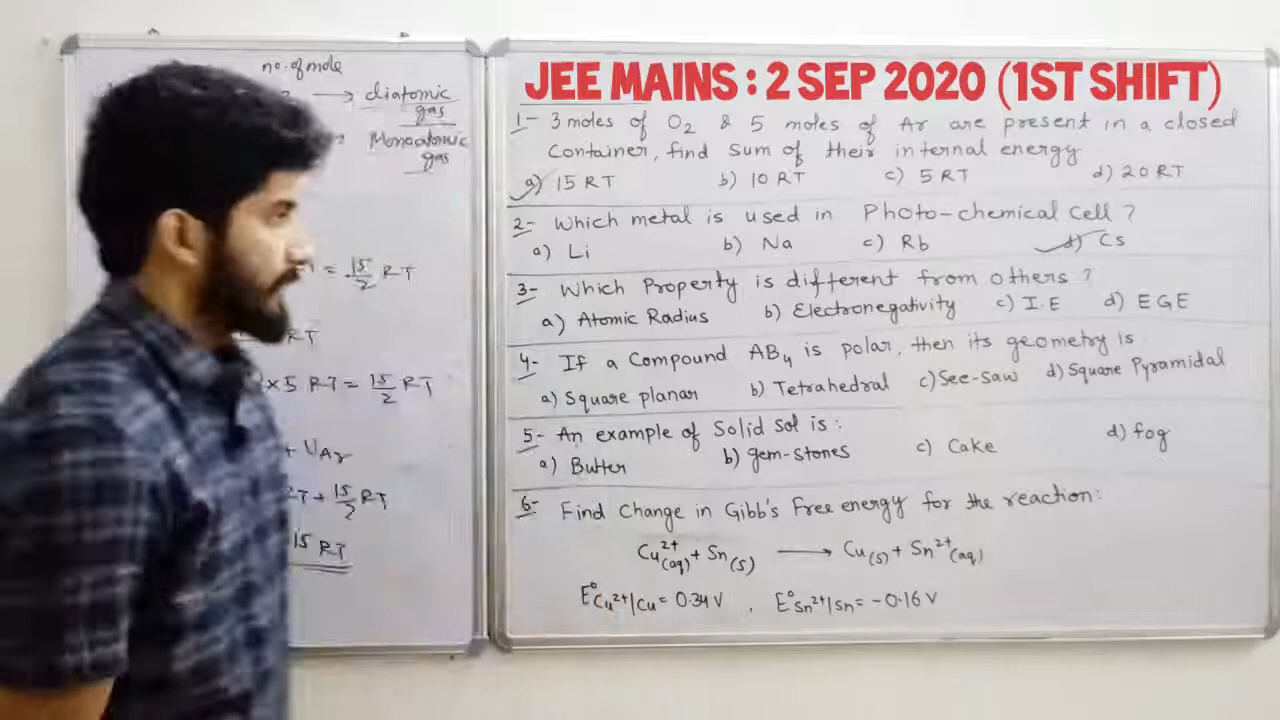 no. of mole
→ diatomic
gas
Monoatomic
gas
= 15/2 RT
RT
× 5 RT = 15/2 RT
+ UAr
+ 15/2 RT
15 RT
JEE MAINS : 2 SEP 2020 (1ST SHIFT)
1- 3 moles of O2 & 5 moles of Ar are present in a closed
Container, find sum of their internal energy
a) 15 RT b) 10 RT c) 5 RT d) 20 RT
2- Which metal is used in Photo-chemical Cell ?
a) Li b) Na c) Rb d) Cs
3- Which Property is different from others ?
a) Atomic Radius b) Electronegativity c) I.E d) EGE
4- If a Compound AB4 is polar, then its geometry is
a) Square planar b) Tetrahedral c) See-saw d) Square Pyramidal
5- An example of Solid Sol is :
a) Butter b) gem-stones c) Cake d) fog
6- Find Change in Gibb's Free energy for the reaction:
Cu2+(aq) + Sn(s) → Cu(s) + Sn2+(aq)
E°Cu2+/Cu = 0.34 V , E°Sn2+/Sn = -0.16 V